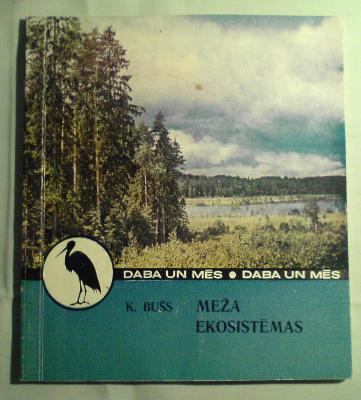 DABA UN MĒS ● DABA UN MĒS
K. BUŠS MEŽA
EKOSISTĒMAS